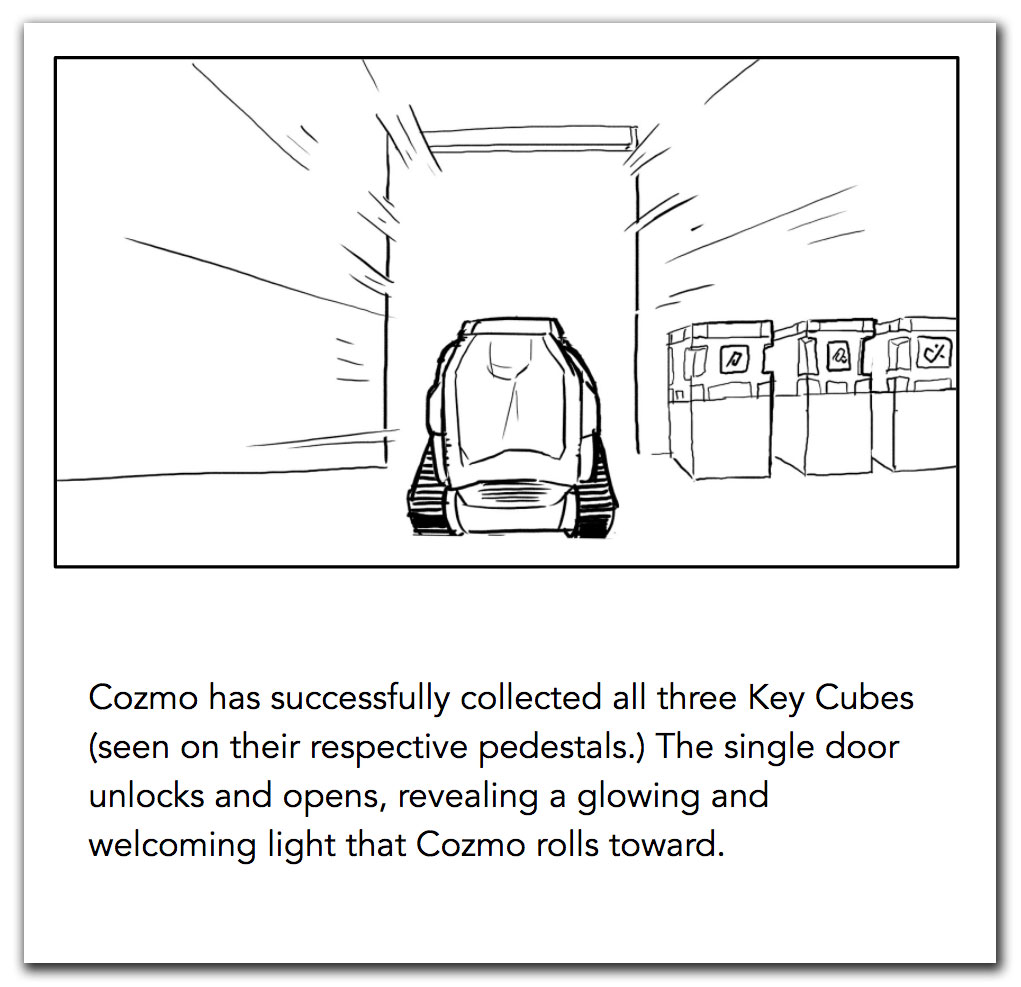 Cozmo has successfully collected all three Key Cubes
(seen on their respective pedestals.) The single door
unlocks and opens, revealing a glowing and
welcoming light that Cozmo rolls toward.